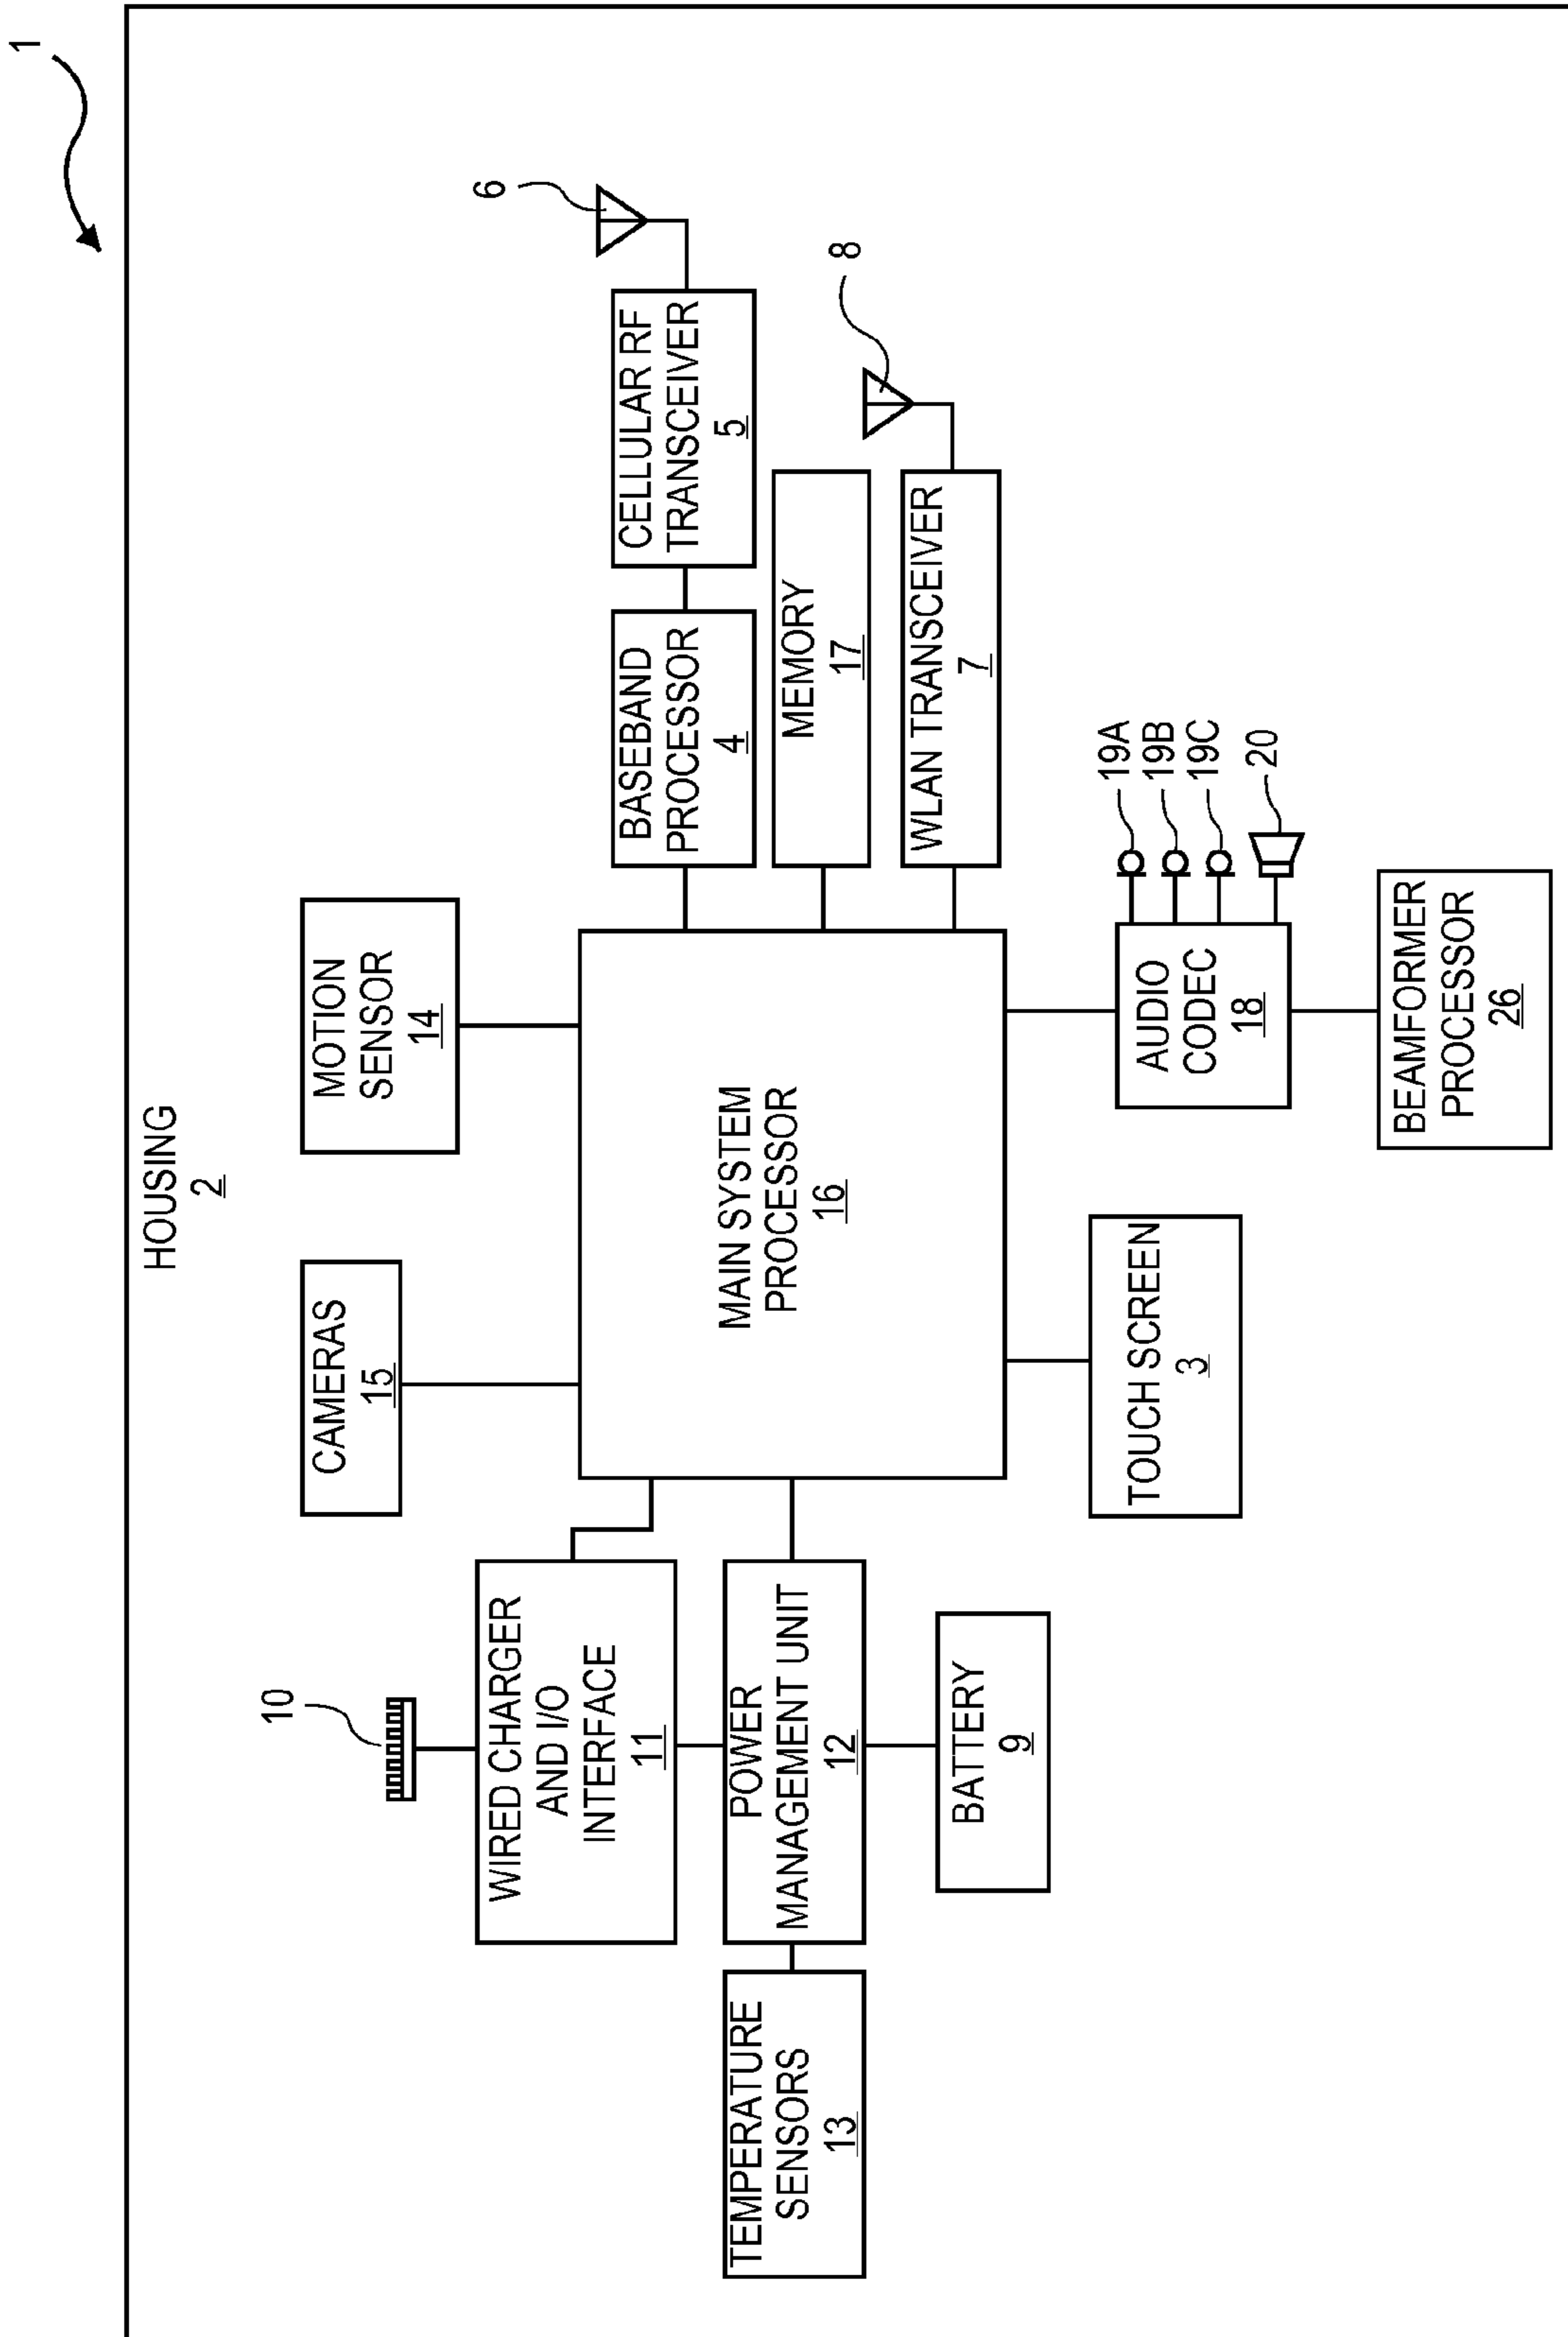 1
HOUSING
2
CAMERAS
15
MOTION
SENSOR
14
10
WIRED CHARGER
AND I/O
INTERFACE
11
6
BASEBAND
PROCESSOR
4
CELLULAR RF
TRANSCEIVER
5
TEMPERATURE
SENSORS
13
POWER
MANAGEMENT UNIT
12
MAIN SYSTEM
PROCESSOR
16
MEMORY
17
8
WLAN TRANSCEIVER
7
BATTERY
9
TOUCH SCREEN
3
AUDIO
CODEC
18
19A
19B
19C
20
BEAMFORMER
PROCESSOR
26